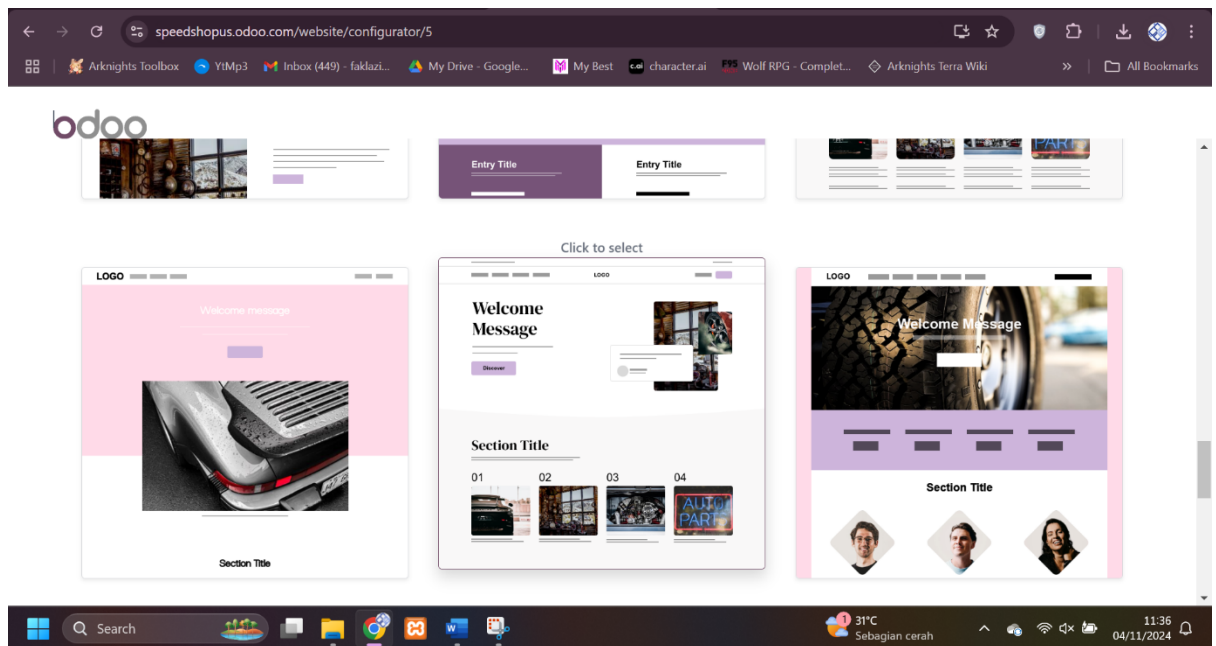 speedshopus.odoo.com/website/configurator/5
Arknights Toolbox
YtMp3
Inbox (449) - faklazi...
My Drive - Google...
My Best
character.ai
Wolf RPG - Complet...
Arknights Terra Wiki
»
All Bookmarks
odoo
Entry Title
Entry Title
PART
Click to select
LOGO
Welcome message
Section Title
LOGO
Welcome
Message
Discover
Section Title
01
02
03
04
AUTO
PART
LOGO
Welcome Message
Section Title
Search
1
31°C
Sebagian cerah
11:36
04/11/2024